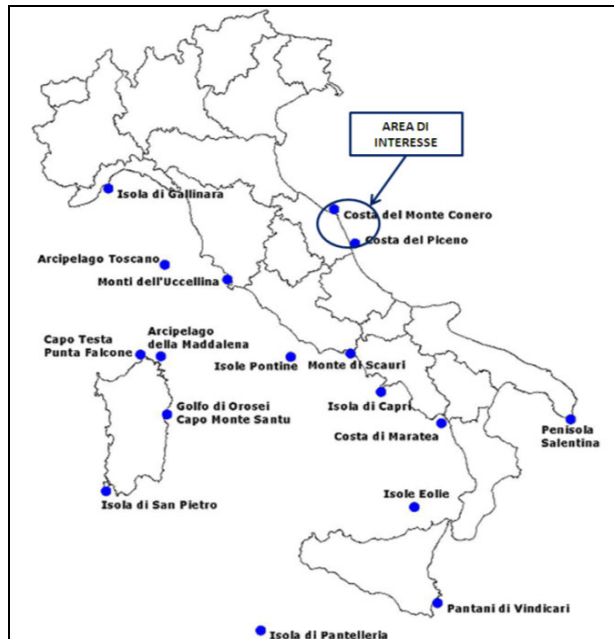 AREA DI
INTERESSE
Isola di Gallinara
Costa del Monte Conero
Costa del Piceno
Arcipelago Toscano
Monti dell'Uccellina
Capo Testa
Punta Falcone
Arcipelago
della Maddalena
Isole Pontine
Monte di Scauri
Isola di Capri
Golfo di Orosei
Capo Monte Santu
Costa di Maratea
Penisola
Salentina
Isola di San Pietro
Isole Eolie
Pantani di Vindicari
Isola di Pantelleria